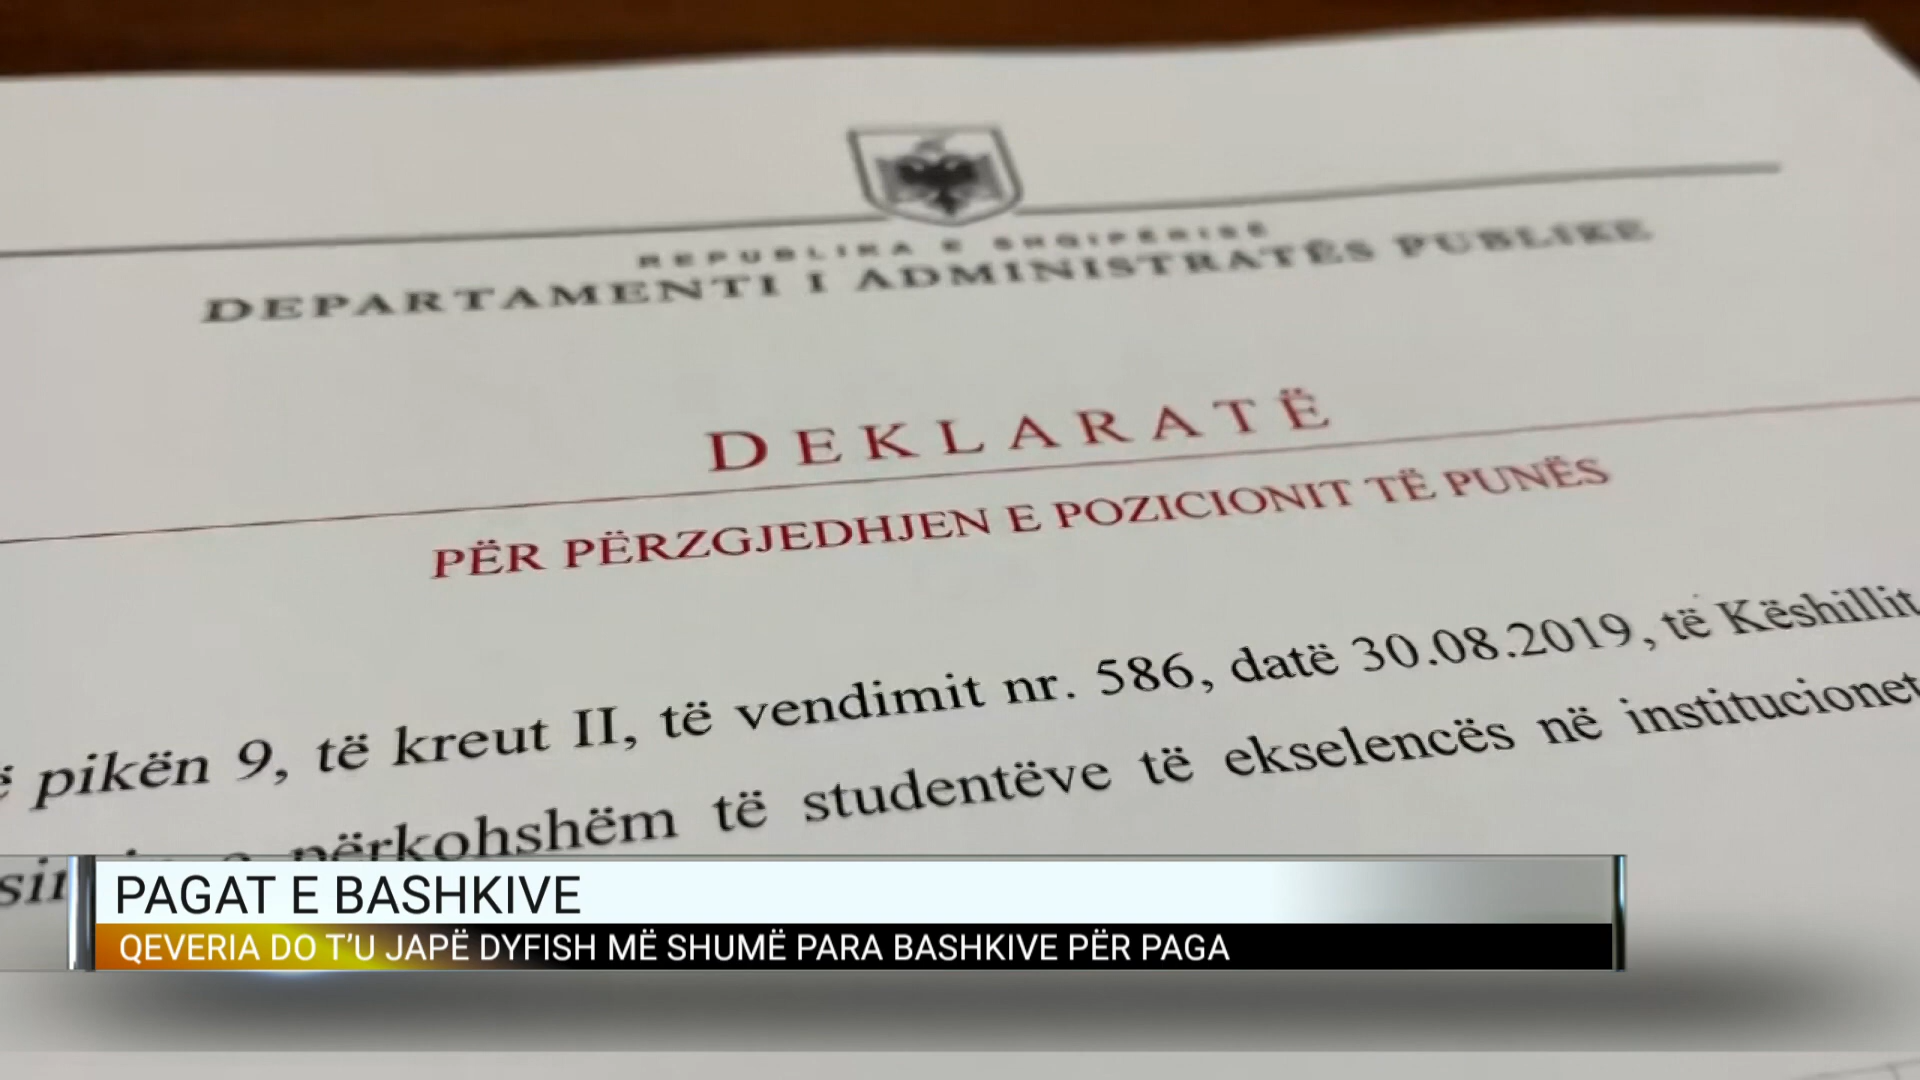 REPUBLIKA E SHQIPËRISË
DEPARTAMENTI I ADMINISTRATËS PUBLIKE
DEKLARATË
PËR PËRZGJEDHJEN E POZICIONIT TË PUNËS
pikën 9, të kreut II, të vendimit nr. 586, datë 30.08.2019, të Këshillit
përkohshëm të studentëve të ekselencës në institucionet
PAGAT E BASHKIVE
QEVERIA DO T'U JAPË DYFISH MË SHUMË PARA BASHKIVE PËR PAGA